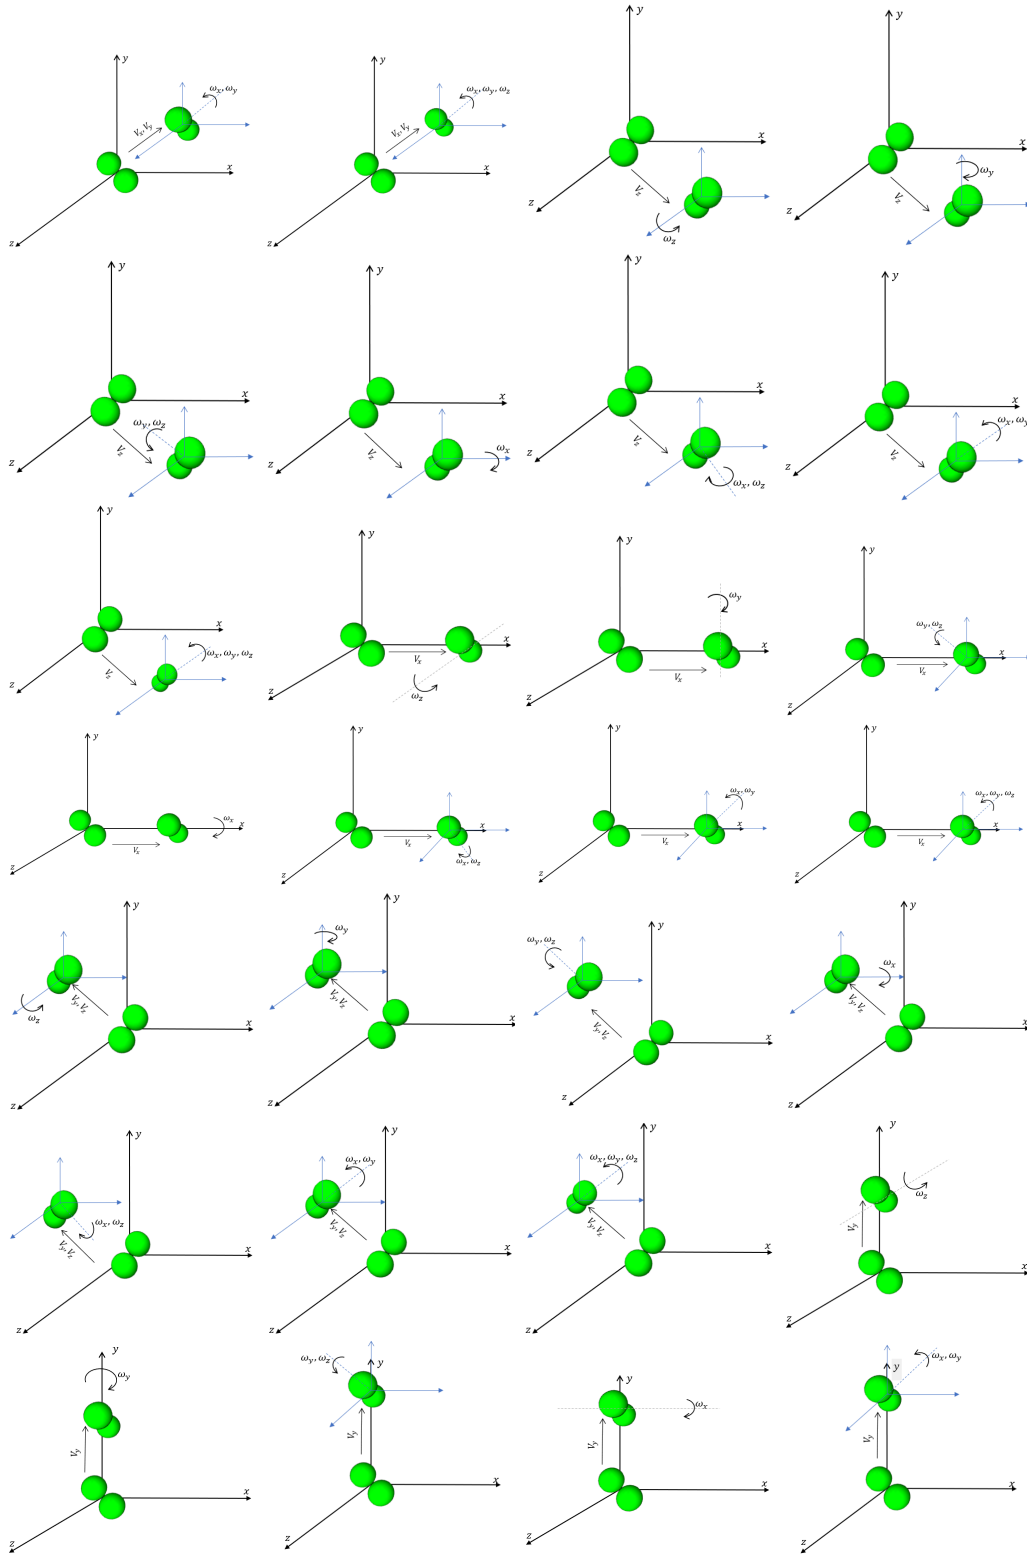 y ω_x, ω_y V_x, V_y x z
y ω_x, ω_y, ω_z V_x, V_y x z
y x V_z z ω_z
y x ω_y V_z z
y x ω_y, ω_z V_z z
y x ω_x V_z z
y x V_z z ω_x, ω_z
y x ω_x, ω_y V_z z
y x ω_x, ω_y, ω_z V_z z
y x V_x z ω_z
y ω_y x V_x z
y ω_y, ω_z x V_x z
y ω_x x V_x z
y x V_x ω_x, ω_z z
y ω_x, ω_y x V_x z
y ω_x, ω_y, ω_z x V_x z
y V_y, V_z ω_z x z
y ω_y V_y, V_z x z
y ω_y, ω_z V_y, V_z x z
y ω_x V_y, V_z x z
y ω_x, ω_z V_y, V_z x z
y ω_x, ω_y V_y, V_z x z
y ω_x, ω_y, ω_z V_y, V_z x z
y ω_z V_y x z
y ω_y V_y x z
ω_y, ω_z y V_y x z
y ω_x V_y x z
ω_x, ω_y y V_y x z